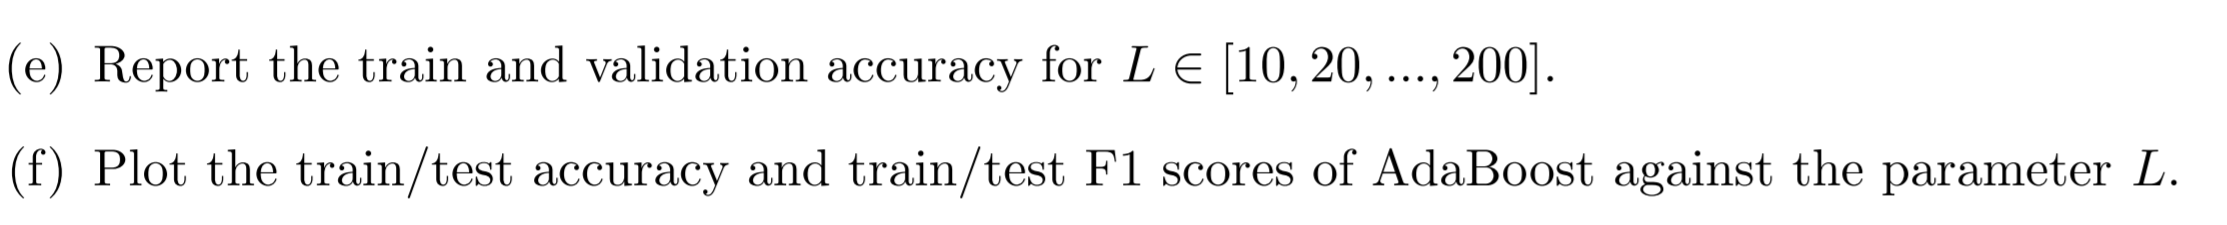 (e) Report the train and validation accuracy for L ∈ [10, 20, ..., 200].
(f) Plot the train/test accuracy and train/test F1 scores of AdaBoost against the parameter L.